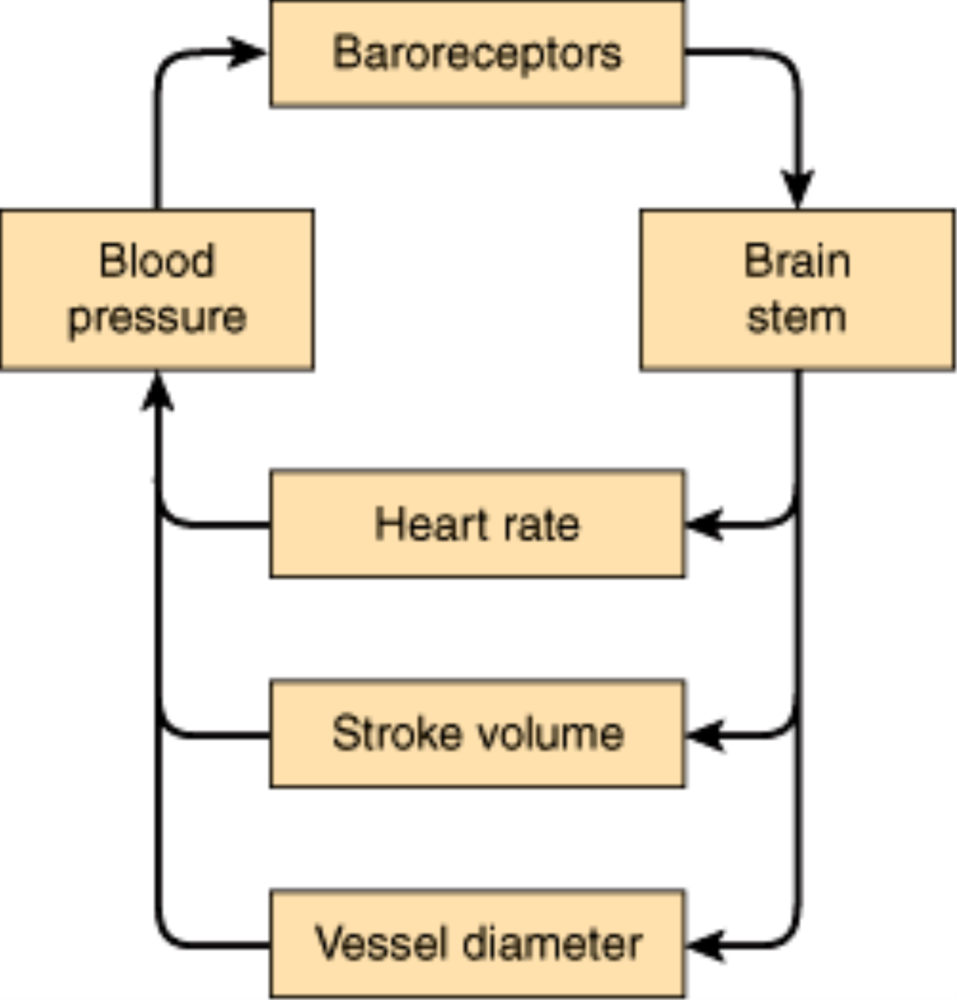 Baroreceptors
Blood
pressure
Brain
stem
Heart rate
Stroke volume
Vessel diameter